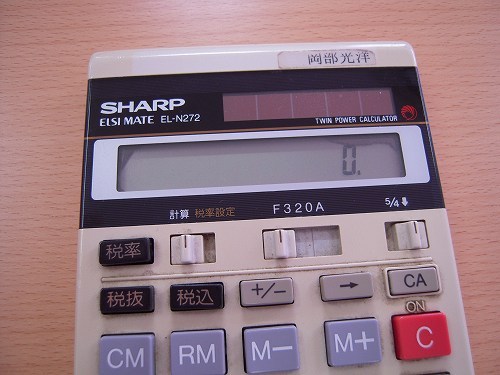 岡部光洋
SHARP
ELSI MATE EL-N272
TWIN POWER CALCULATOR
0.
計算 税率設定 F320A 5/4⬇
税率
税抜 税込 +/− → CA
ON
CM RM M− M+ C